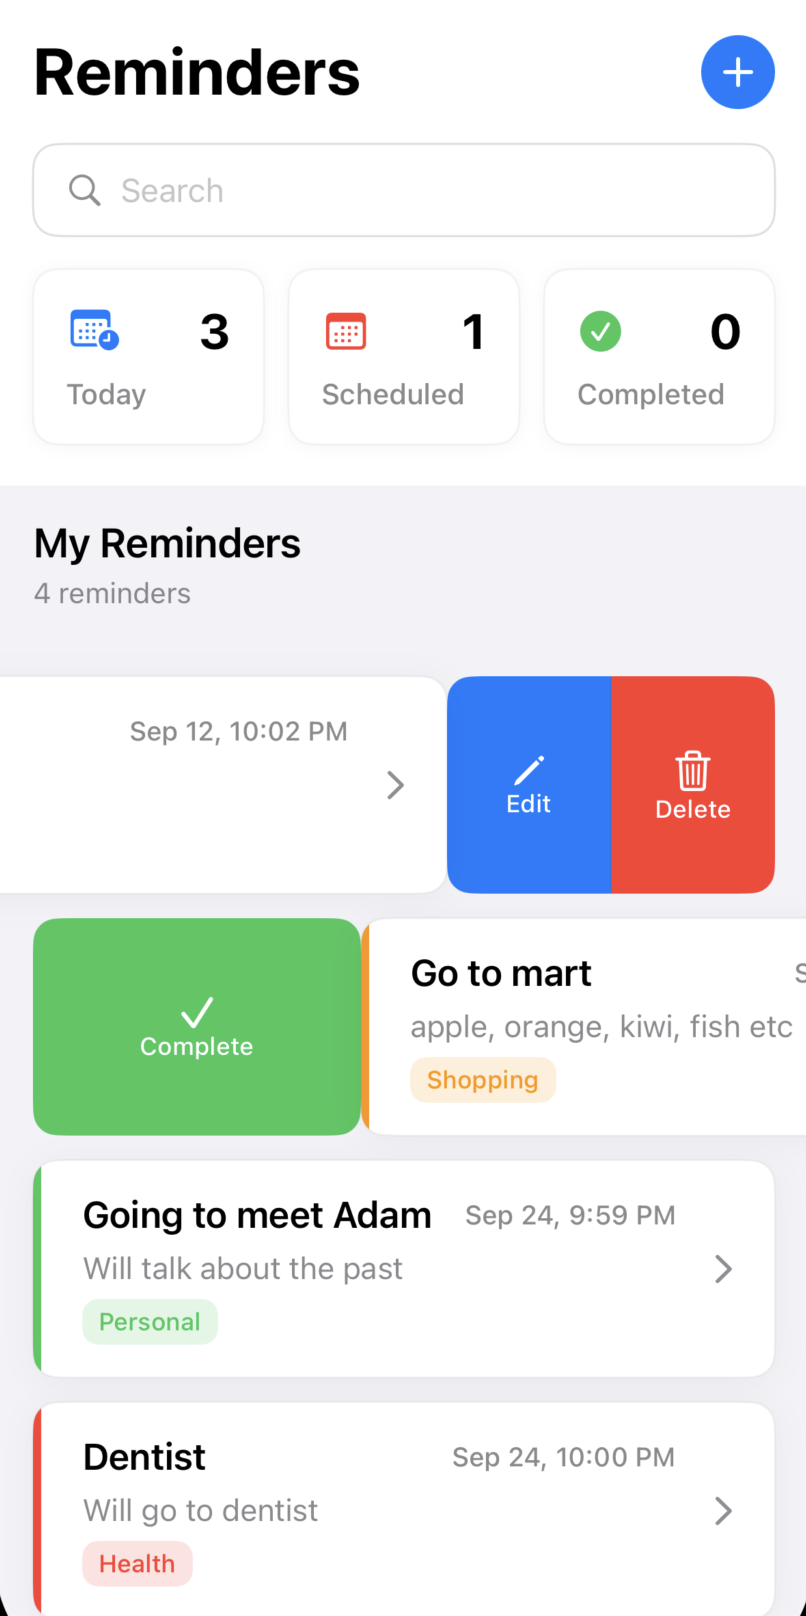 Reminders
Search
3
Today
1
Scheduled
0
Completed
My Reminders
4 reminders
Sep 12, 10:02 PM
Edit
Delete
Complete
Go to mart
apple, orange, kiwi, fish etc
Shopping
Going to meet Adam Sep 24, 9:59 PM
Will talk about the past
Personal
Dentist Sep 24, 10:00 PM
Will go to dentist
Health